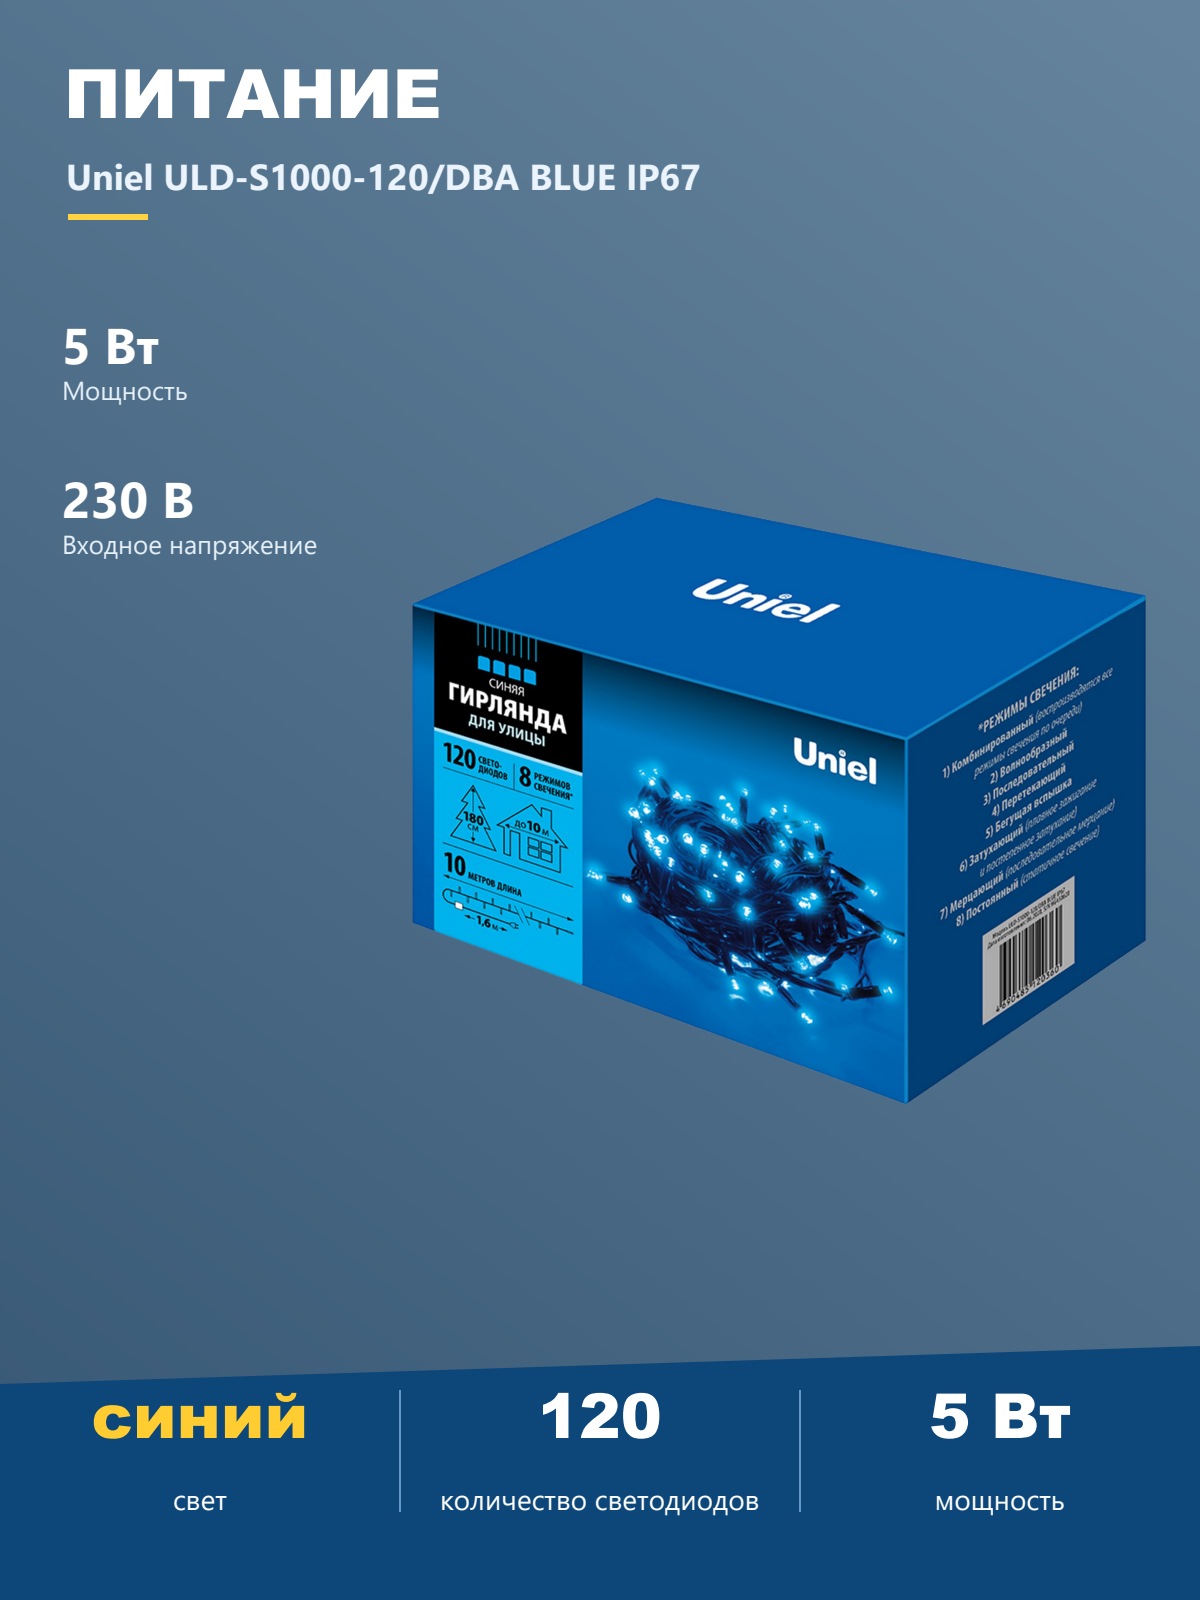 ПИТАНИЕ
Uniel ULD-S1000-120/DBA BLUE IP67
5 Вт
Мощность
230 В
Входное напряжение
Uniel
СИНЯЯ
ГИРЛЯНДА
ДЛЯ УЛИЦЫ
120 СВЕТО-
ДИОДОВ
8 РЕЖИМОВ
СВЕЧЕНИЯ*
180
СМ
ДО 10 М
10 МЕТРОВ ДЛИНА
1,6 М
Uniel
*РЕЖИМЫ СВЕЧЕНИЯ:
1) Комбинированный (воспроизводятся все
режимы свечения по очереди)
2) Волнообразный
3) Последовательный
4) Перетекающий
5) Бегущая вспышка
6) Затухающий (плавное зажигание
и постепенное затухание)
7) Мерцающий (последовательное мерцание)
8) Постоянный (статичное свечение)
синий
свет
120
количество светодиодов
5 Вт
мощность